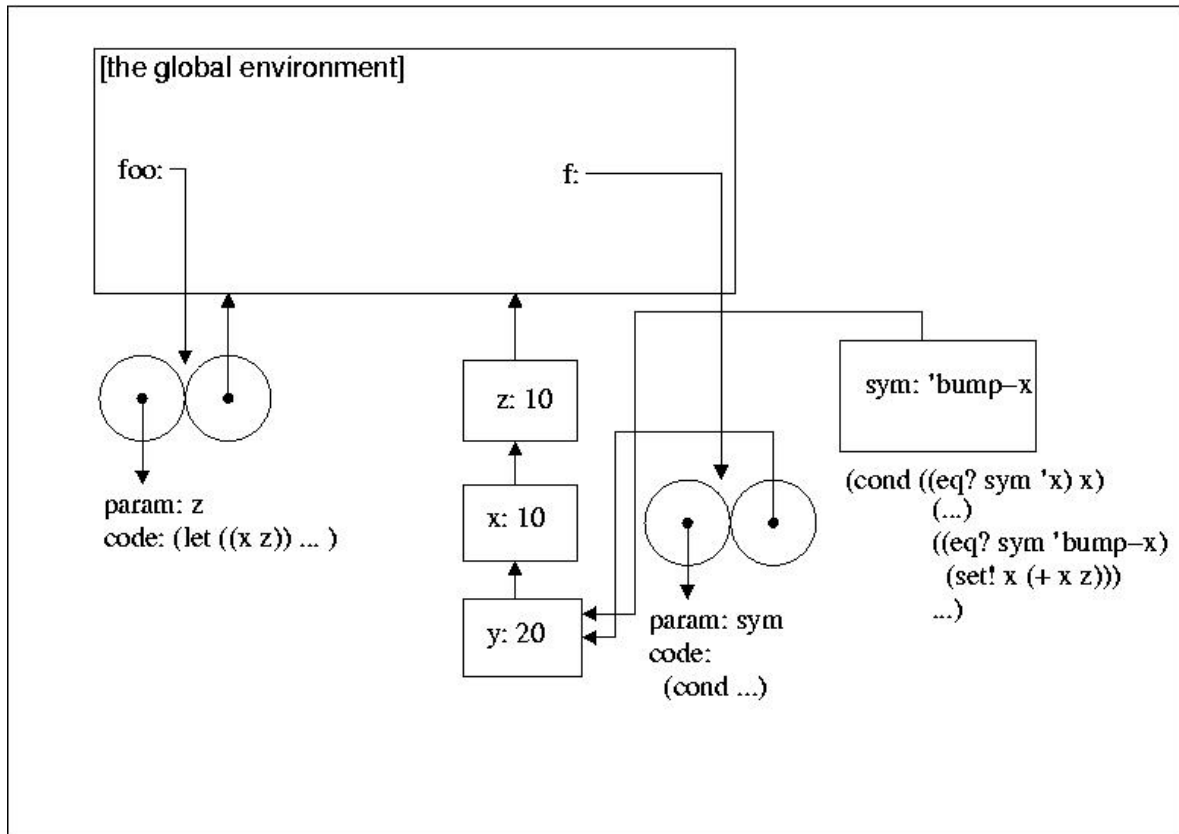 [the global environment]
foo:
f:
z: 10
sym: 'bump–x
x: 10
(cond ((eq? sym 'x) x)
(...)
((eq? sym 'bump–x)
(set! x (+ x z)))
...)
param: z
code: (let ((x z)) ... )
y: 20
param: sym
code:
(cond ...)